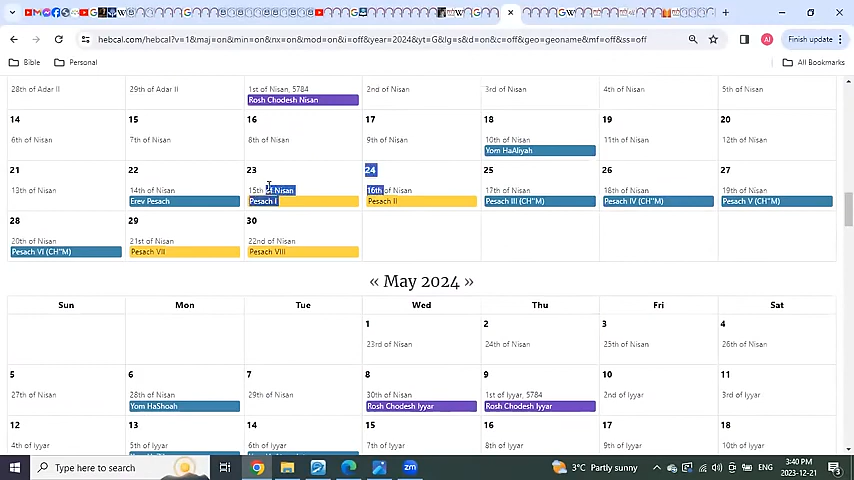 hebcal.com/hebcal?v=1&maj=on&min=on&nx=on&mod=on&i=off&year=2024&yt=G&lg=s&d=on&c=off&geo=geoname&mf=off&ss=off
AI
Finish update
Bible
Personal
All Bookmarks
28th of Adar II 29th of Adar II 1st of Nisan, 5784 2nd of Nisan 3rd of Nisan 4th of Nisan 5th of Nisan
Rosh Chodesh Nisan
14 15 16 17 18 19 20
6th of Nisan 7th of Nisan 8th of Nisan 9th of Nisan 10th of Nisan 11th of Nisan 12th of Nisan
Yom HaAliyah
21 22 23 24 25 26 27
13th of Nisan 14th of Nisan 15th of Nisan 16th of Nisan 17th of Nisan 18th of Nisan 19th of Nisan
Erev Pesach Pesach I Pesach II Pesach III (CH"M) Pesach IV (CH"M) Pesach V (CH"M)
28 29 30
20th of Nisan 21st of Nisan 22nd of Nisan
Pesach VI (CH"M) Pesach VII Pesach VIII
« May 2024 »
Sun Mon Tue Wed Thu Fri Sat
1 2 3 4
23rd of Nisan 24th of Nisan 25th of Nisan 26th of Nisan
5 6 7 8 9 10 11
27th of Nisan 28th of Nisan 29th of Nisan 30th of Nisan 1st of Iyyar, 5784 2nd of Iyyar 3rd of Iyyar
Yom HaShoah Rosh Chodesh Iyyar Rosh Chodesh Iyyar
12 13 14 15 16 17 18
4th of Iyyar 5th of Iyyar 6th of Iyyar 7th of Iyyar 8th of Iyyar 9th of Iyyar 10th of Iyyar
Type here to search
3°C Partly sunny
ENG
3:40 PM
2023-12-21
zm
3